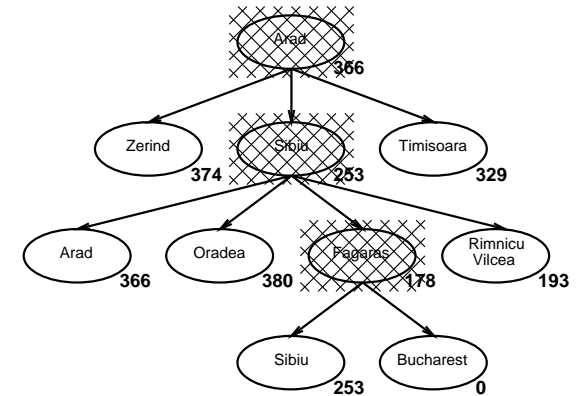 Arad
366
Zerind
374
Sibiu
253
Timisoara
329
Arad
366
Oradea
380
Fagaras
178
Rimnicu
Vilcea
193
Sibiu
253
Bucharest
0